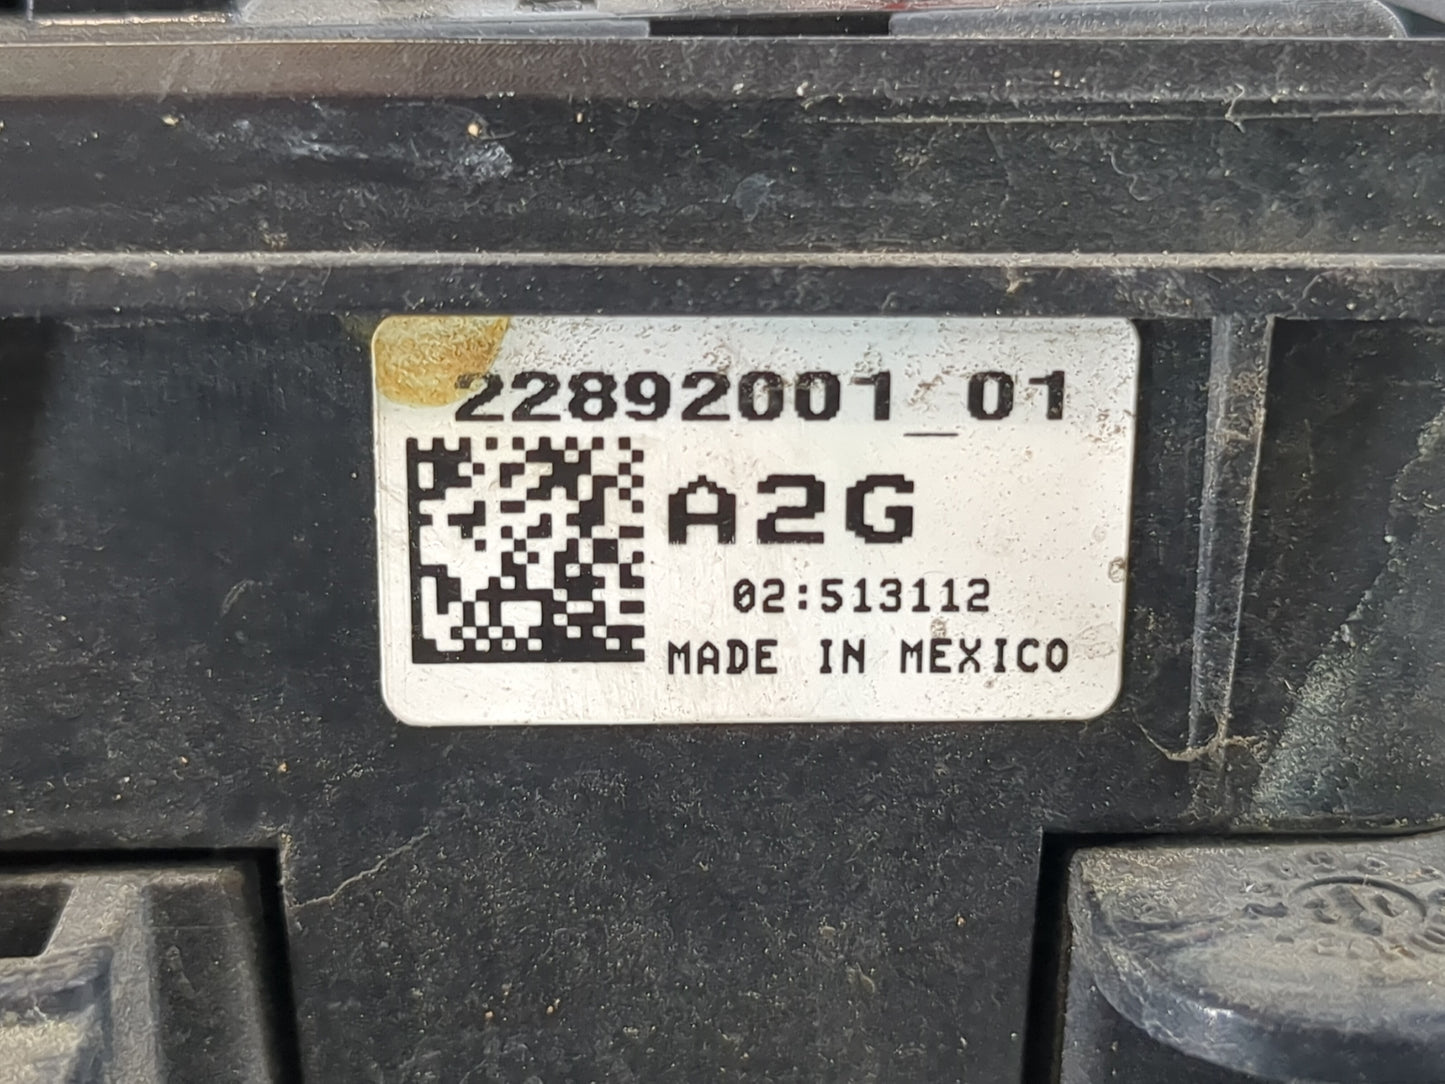 22892001_01
A2G
02:513112
MADE IN MEXICO